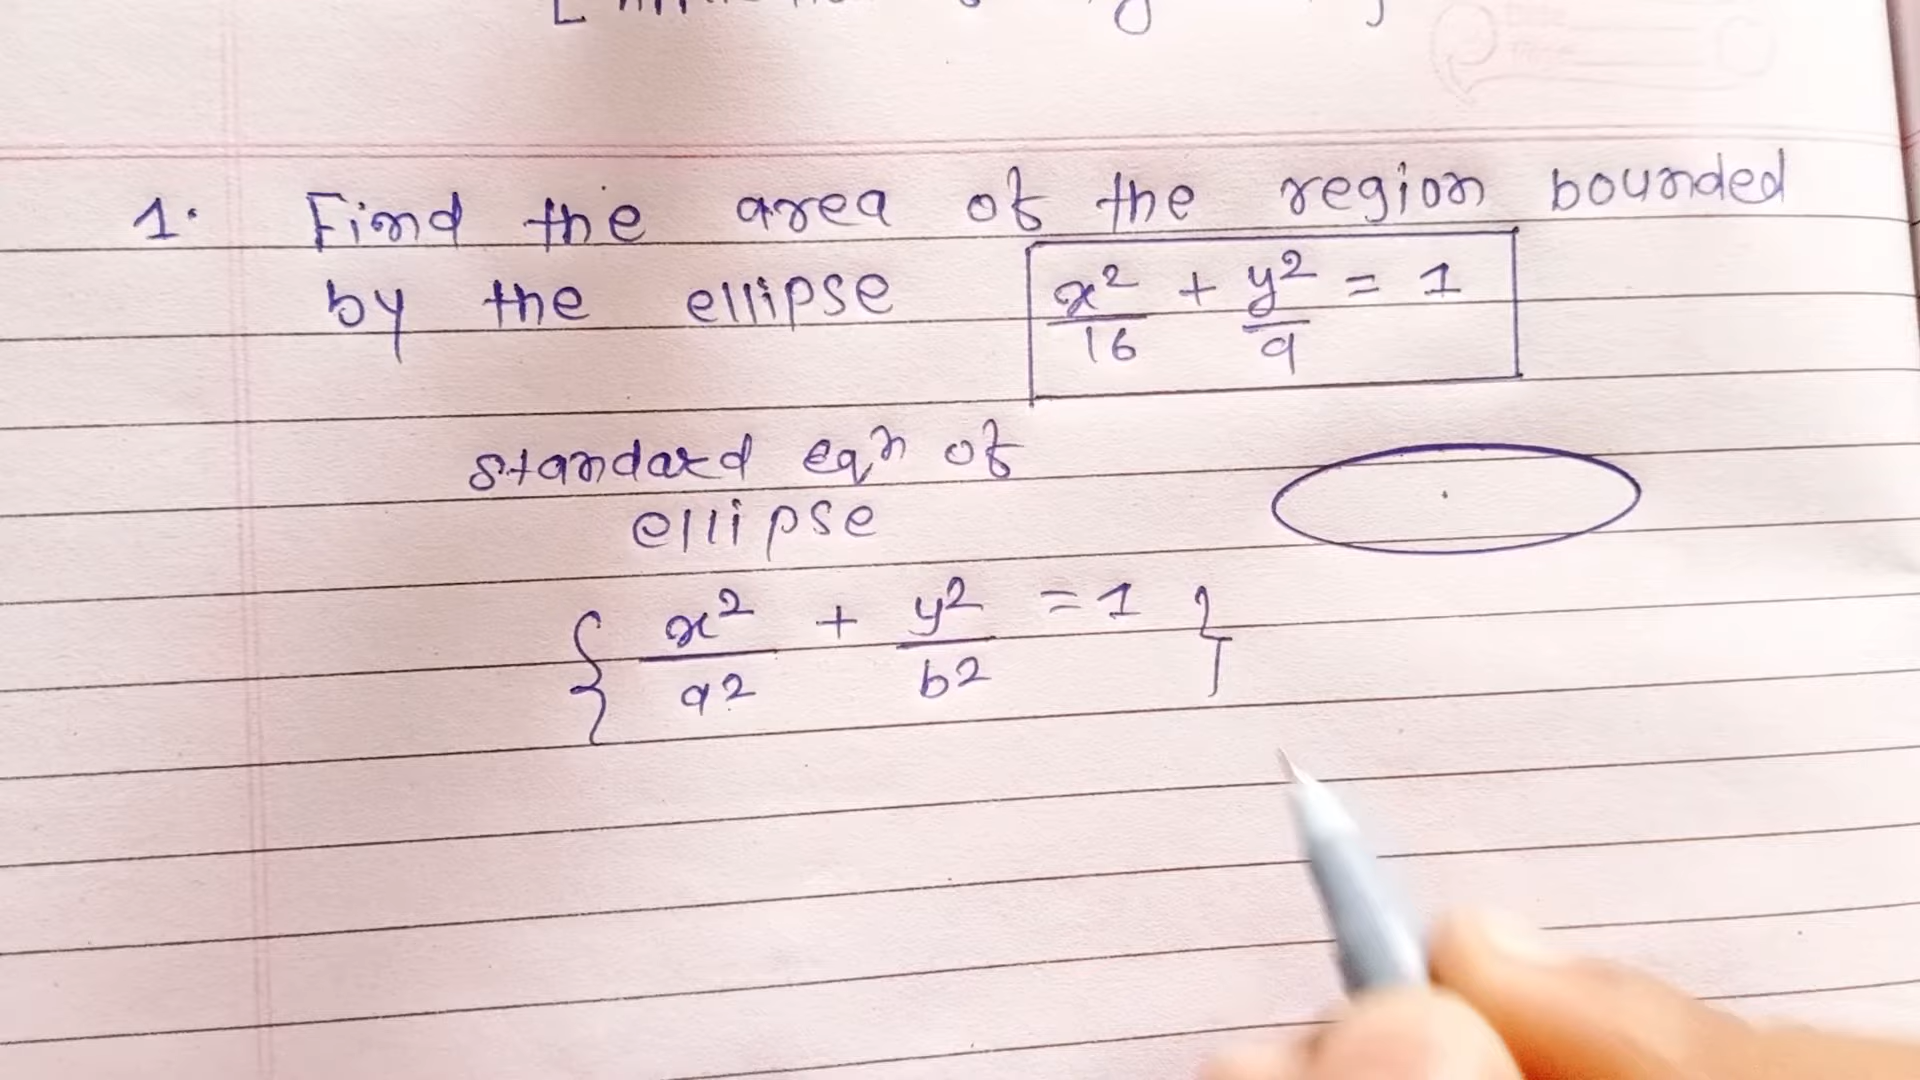 1. Find the area of the region bounded
by the ellipse x²/16 + y²/9 = 1
standard eqn of
ellipse
{ x²/a² + y²/b² = 1 }